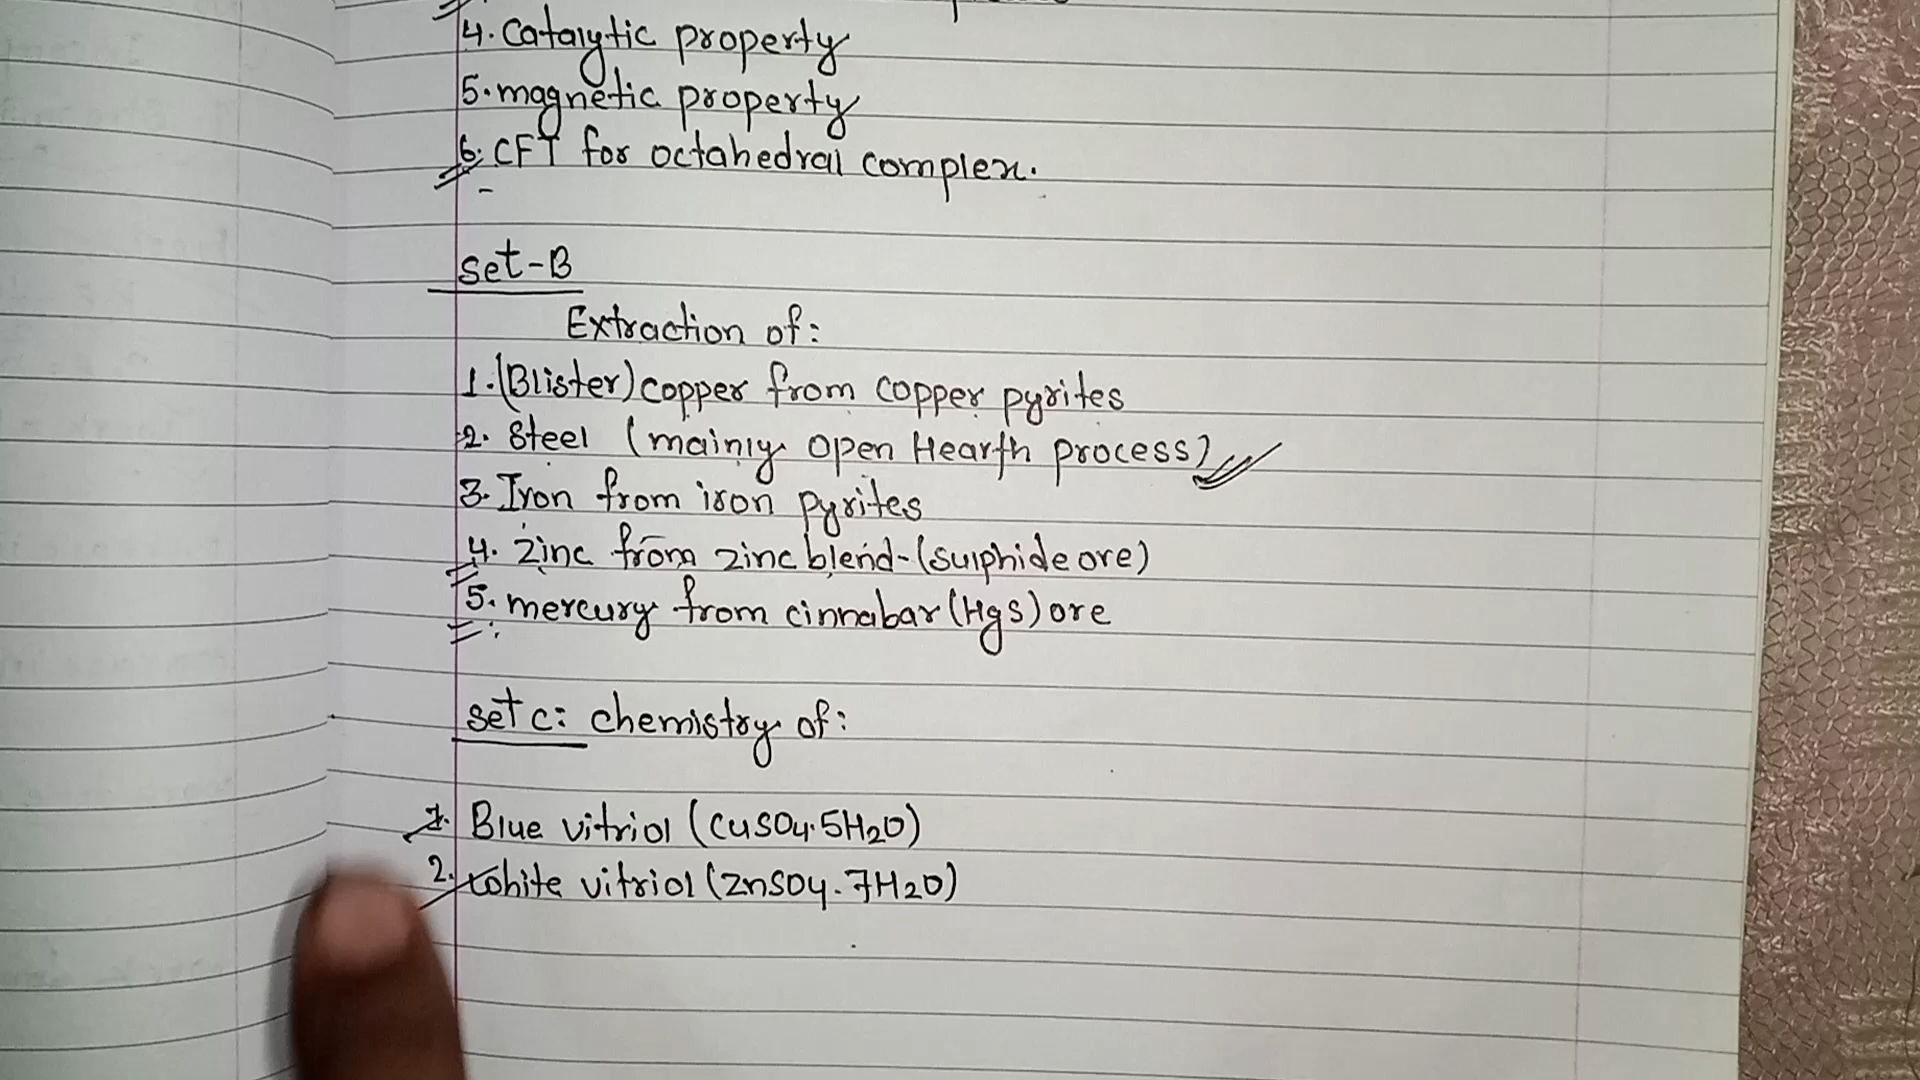 4. Catalytic property
5. magnetic property
6. CFT for octahedral complex.
set-B
Extraction of:
1. (Blister) copper from copper pyrites
2. Steel (mainly open Hearth process)
3. Iron from iron pyrites
4. Zinc from zinc blend-(sulphide ore)
5. mercury from cinnabar (HgS) ore
set c: chemistry of:
1. Blue vitriol (CuSO4.5H2O)
2. white vitriol (ZnSO4.7H2O)